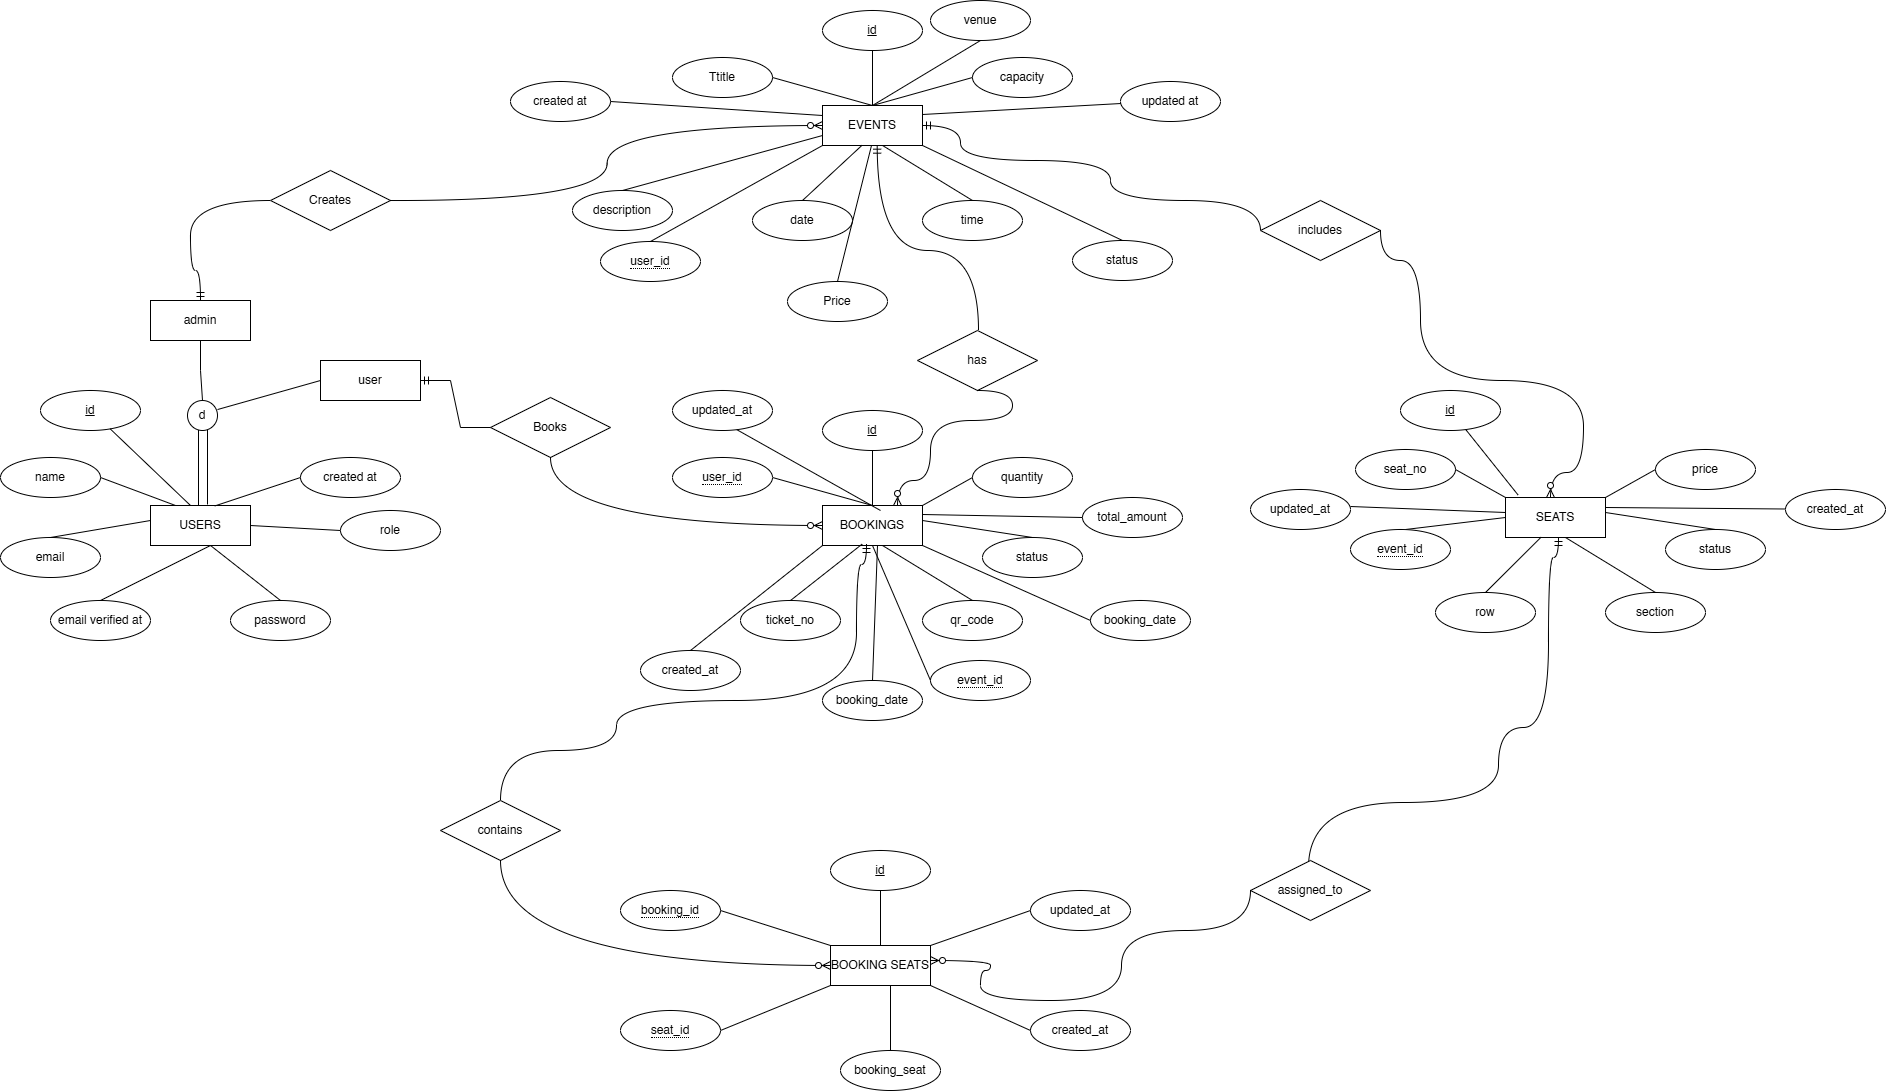 venue
id
Ttitle
capacity
created at
updated at
EVENTS
Creates
description
date
time
includes
user_id
status
Price
admin
has
user
id
d
Books
updated_at
id
id
name
created at
user_id
quantity
seat_no
price
USERS
role
BOOKINGS
total_amount
updated_at
SEATS
created_at
email
status
event_id
status
email verified at
password
ticket_no
qr_code
booking_date
row
section
created_at
booking_date
event_id
contains
id
assigned_to
booking_id
updated_at
BOOKING SEATS
seat_id
created_at
booking_seat